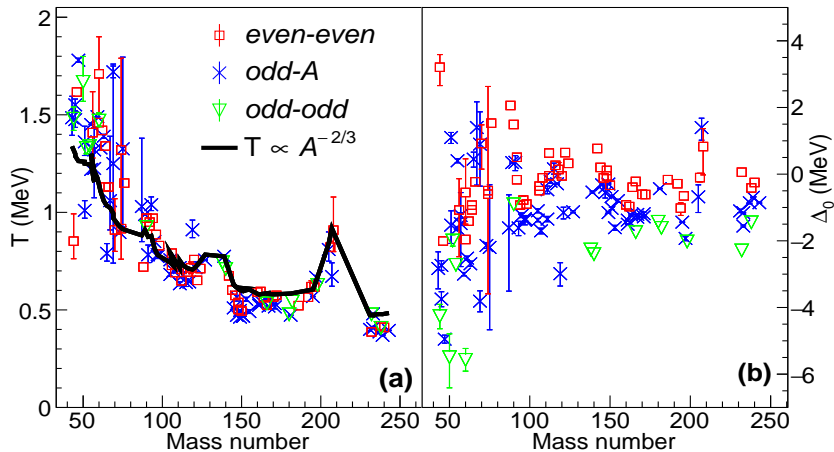 2
1.5
1
0.5
0
T (MeV)
even-even
odd-A
odd-odd
T ∝ A^{-2/3}
(a)
50 100 150 200 250
Mass number
(b)
50 100 150 200 250
Mass number
4
2
0
−2
−4
−6
Δ₀ (MeV)